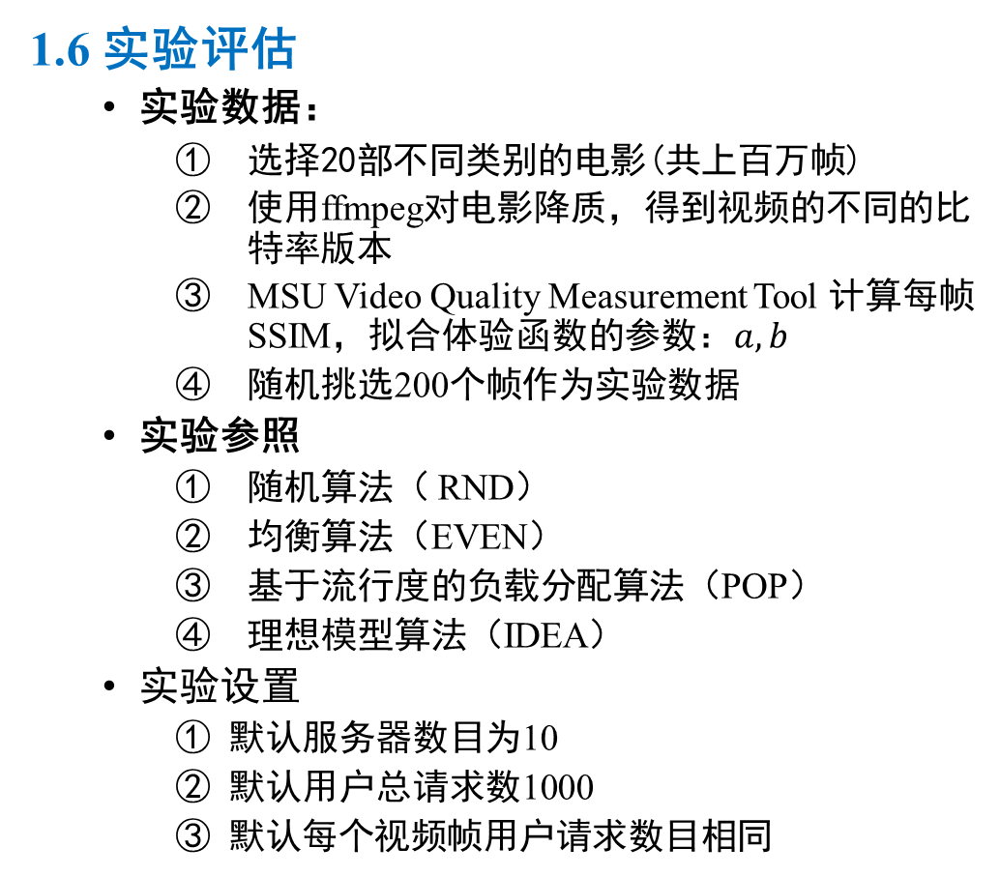 1.6 实验评估
• 实验数据：
① 选择20部不同类别的电影(共上百万帧)
② 使用ffmpeg对电影降质，得到视频的不同的比
特率版本
③ MSU Video Quality Measurement Tool 计算每帧
SSIM，拟合体验函数的参数：a,b
④ 随机挑选200个帧作为实验数据
• 实验参照
① 随机算法（ RND）
② 均衡算法（EVEN）
③ 基于流行度的负载分配算法（POP）
④ 理想模型算法（IDEA）
• 实验设置
① 默认服务器数目为10
② 默认用户总请求数1000
③ 默认每个视频帧用户请求数目相同